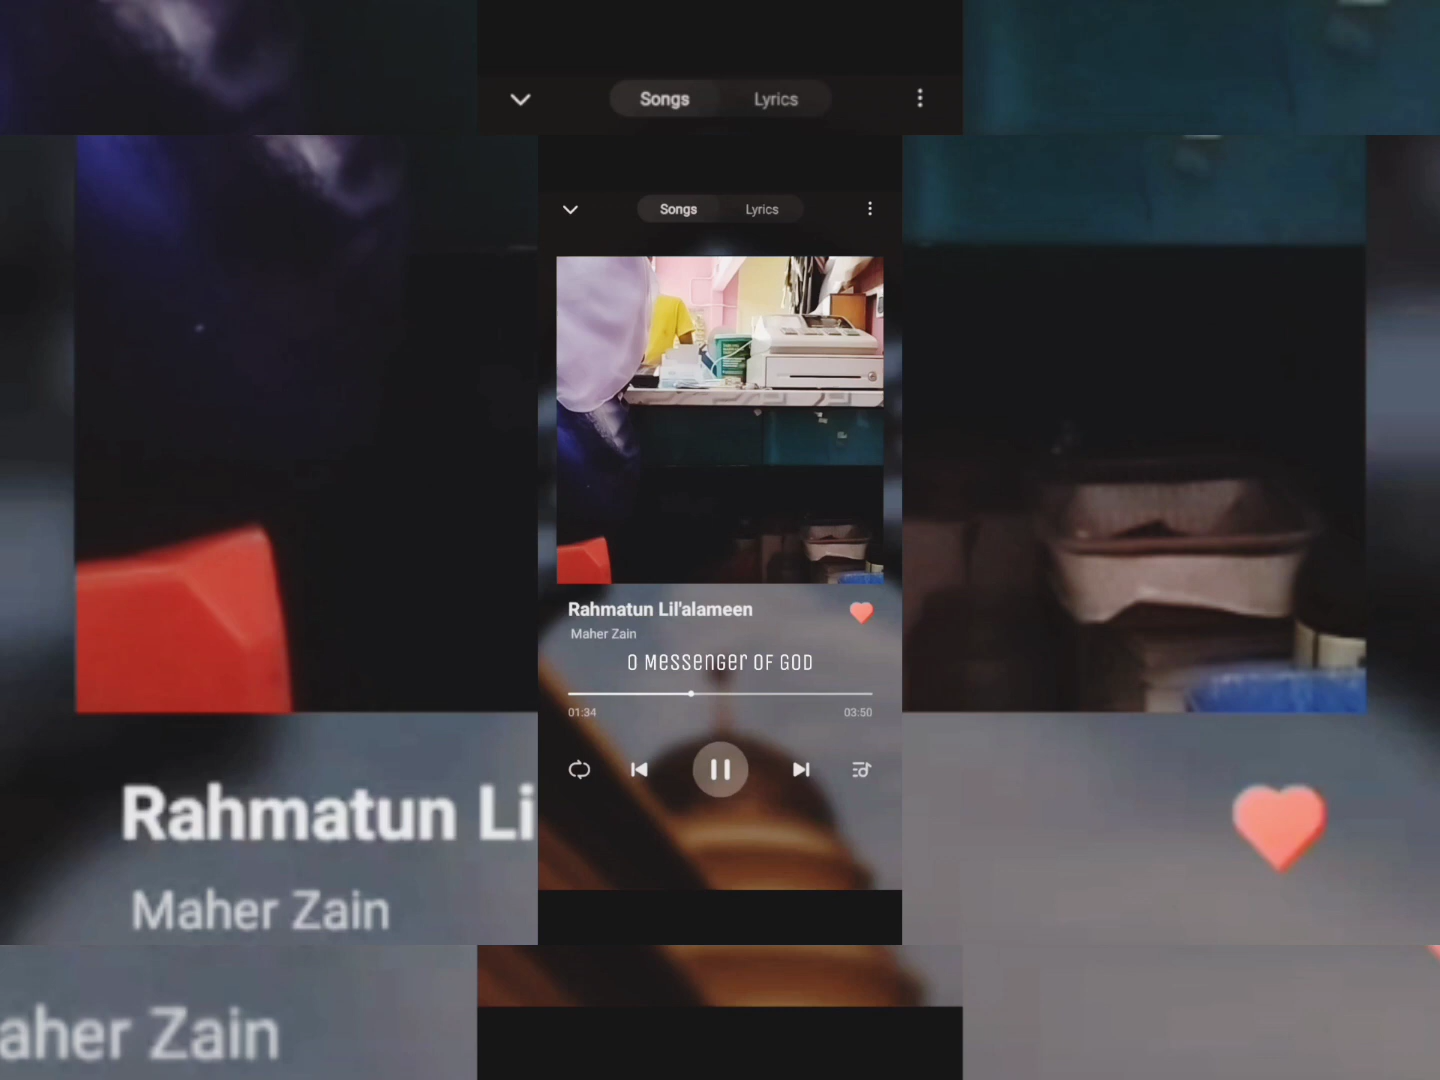 Songs Lyrics
Songs Lyrics
Rahmatun Lil'alameen
Maher Zain
O Messenger OF GOD
01:34 03:50
Rahmatun Li
Maher Zain
aher Zain